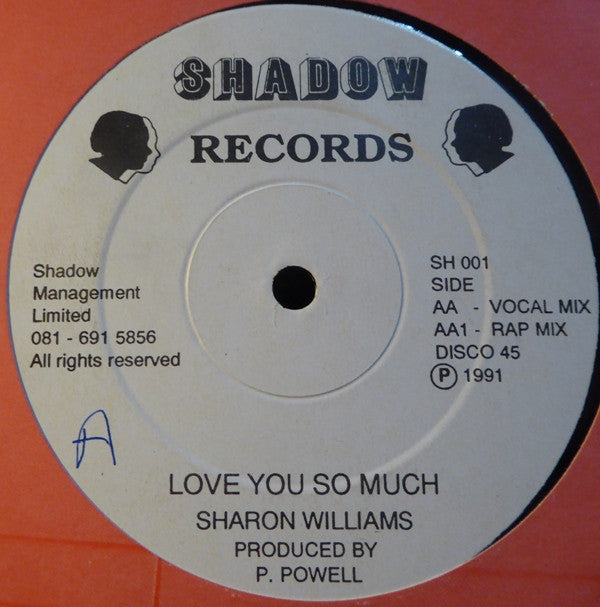 SHADOW
RECORDS
Shadow
Management
Limited
081 - 691 5856
All rights reserved
SH 001
SIDE
AA - VOCAL MIX
AA1 - RAP MIX
DISCO 45
Ⓟ 1991
A
LOVE YOU SO MUCH
SHARON WILLIAMS
PRODUCED BY
P. POWELL